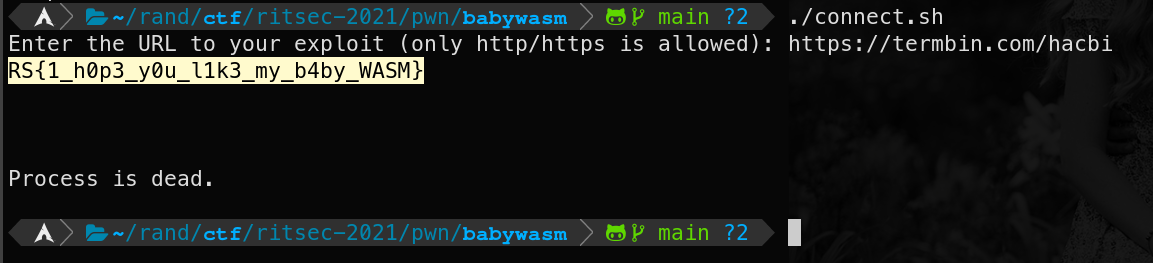 ~/rand/ctf/ritsec-2021/pwn/babywasm main ?2 ./connect.sh
Enter the URL to your exploit (only http/https is allowed): https://termbin.com/hacbi
RS{1_h0p3_y0u_l1k3_my_b4by_WASM}
Process is dead.
~/rand/ctf/ritsec-2021/pwn/babywasm main ?2